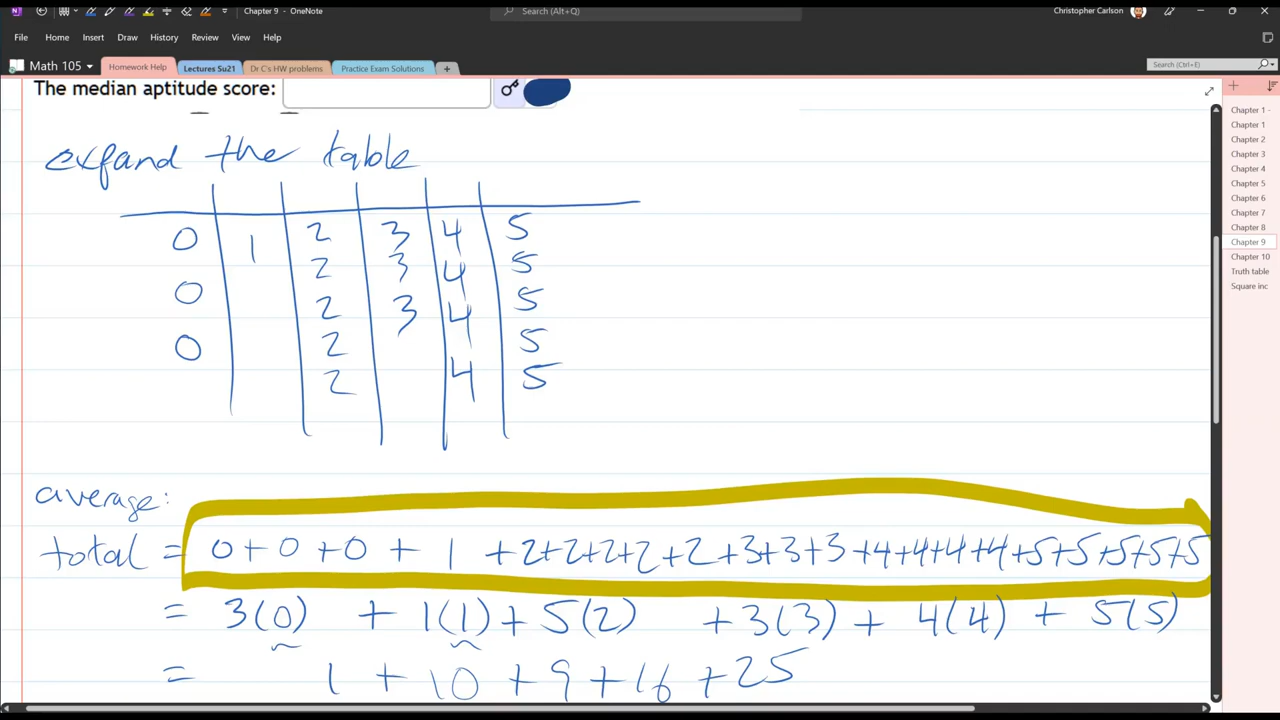 Search (Alt+Q)
Chapter 9 - OneNote
Christopher Carlson
File Home Insert Draw History Review View Help
Math 105
Homework Help
Lectures Su21
Dr C's HW problems
Practice Exam Solutions
Search (Ctrl+E)
The median aptitude score:
expand the table
0 1 2 3 4 5
2 3 4 5
0 2 3 4 5
0 2 5
2 4 5
average:
total = 0 + 0 + 0 + 1 + 2+2+2+2+2+3+3+3+4+4+4+4+5+5+5+5+5
= 3(0) + 1(1) + 5(2) + 3(3) + 4(4) + 5(5)
= 1 + 10 + 9 + 16 + 25
Chapter 1 -
Chapter 1
Chapter 2
Chapter 3
Chapter 4
Chapter 5
Chapter 6
Chapter 7
Chapter 8
Chapter 9
Chapter 10
Truth table
Square inc